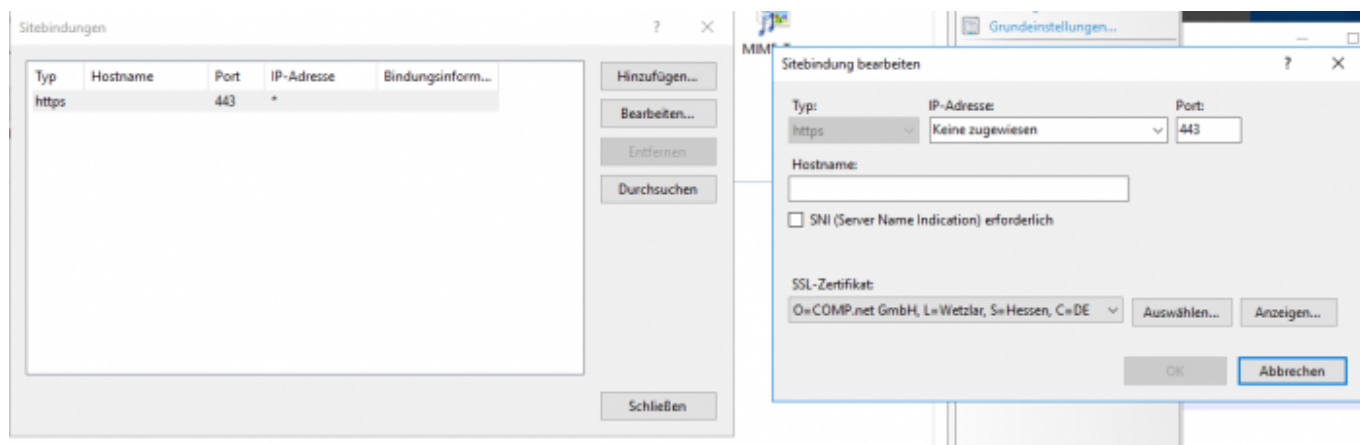 Sitebindungen
Typ Hostname Port IP-Adresse Bindungsinform...
https 443 *
Hinzufügen...
Bearbeiten...
Entfernen
Durchsuchen
Schließen
Grundeinstellungen...
Sitebindung bearbeiten
Typ: IP-Adresse: Port:
https Keine zugewiesen 443
Hostname:
SNI (Server Name Indication) erforderlich
SSL-Zertifikat:
O=COMP.net GmbH, L=Wetzlar, S=Hessen, C=DE Auswählen... Anzeigen...
OK Abbrechen